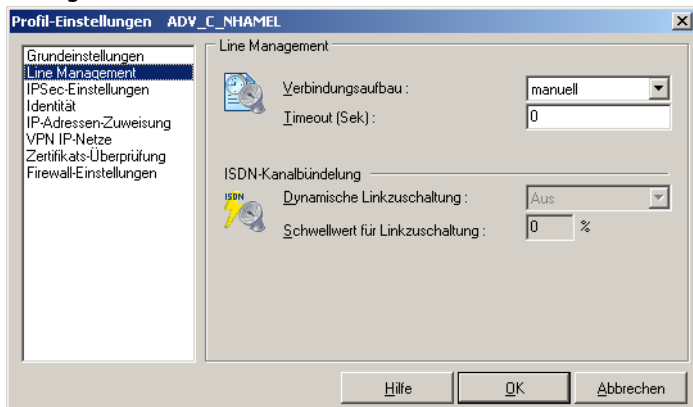 Profil-Einstellungen ADV_C_NHAMEL
Grundeinstellungen
Line Management
IPSec-Einstellungen
Identität
IP-Adressen-Zuweisung
VPN IP-Netze
Zertifikats-Überprüfung
Firewall-Einstellungen
Line Management
Verbindungsaufbau : manuell
Timeout (Sek) : 0
ISDN-Kanalbündelung
ISDN
Dynamische Linkzuschaltung : Aus
Schwellwert für Linkzuschaltung : 0 %
Hilfe OK Abbrechen